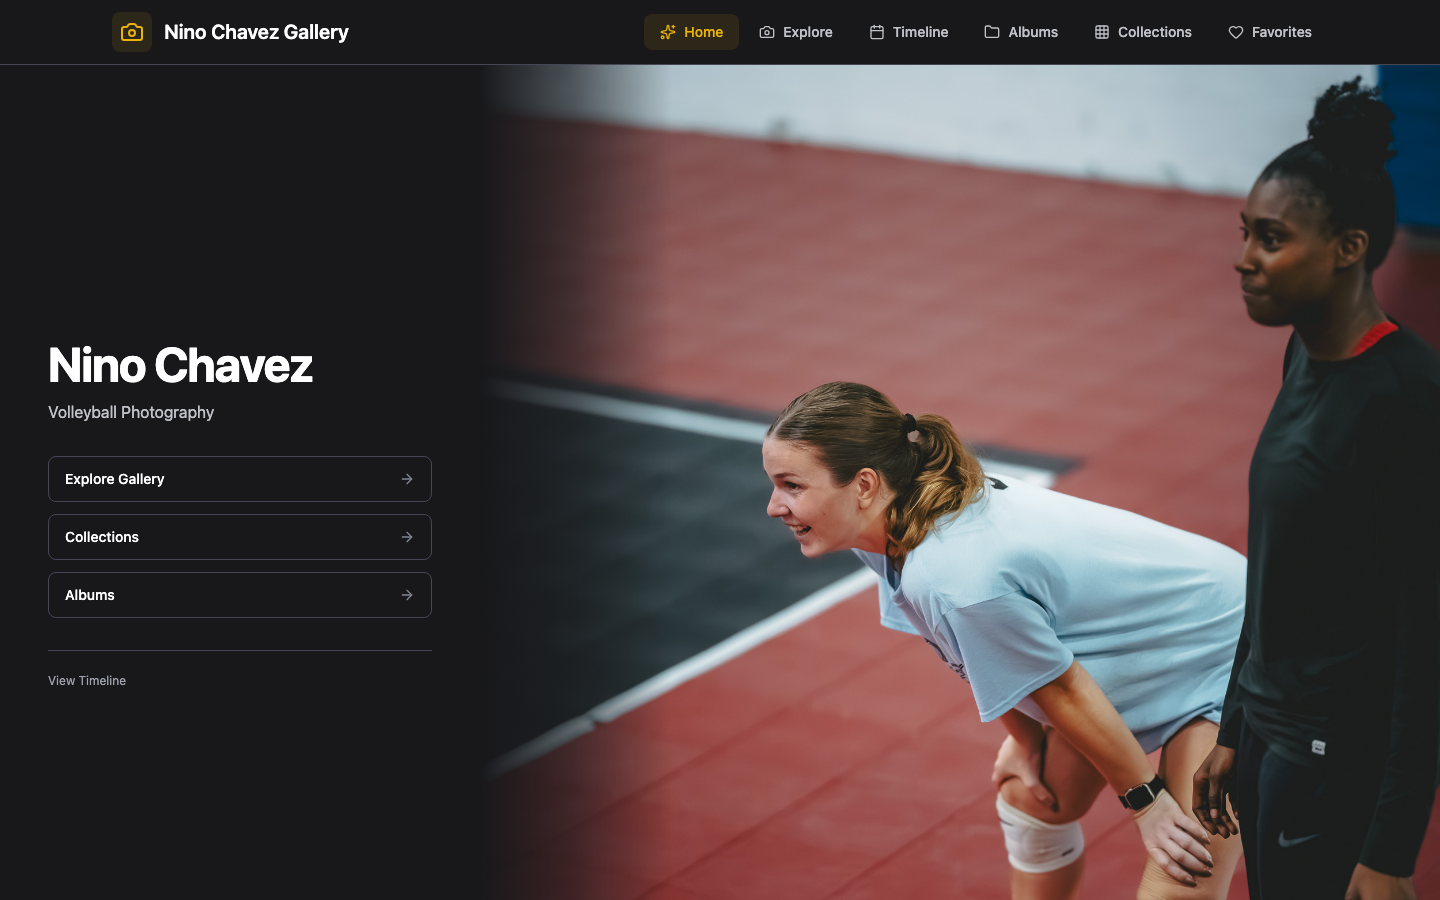 Nino Chavez Gallery
Home
Explore
Timeline
Albums
Collections
Favorites
Nino Chavez
Volleyball Photography
Explore Gallery
Collections
Albums
View Timeline